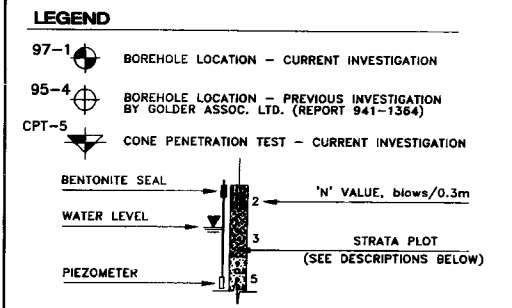 LEGEND
97-1
BOREHOLE LOCATION - CURRENT INVESTIGATION
95-4
BOREHOLE LOCATION - PREVIOUS INVESTIGATION
BY GOLDER ASSOC. LTD. (REPORT 941-1364)
CPT-5
CONE PENETRATION TEST - CURRENT INVESTIGATION
BENTONITE SEAL
2
'N' VALUE, blows/0.3m
WATER LEVEL
3
STRATA PLOT
(SEE DESCRIPTIONS BELOW)
PIEZOMETER
5